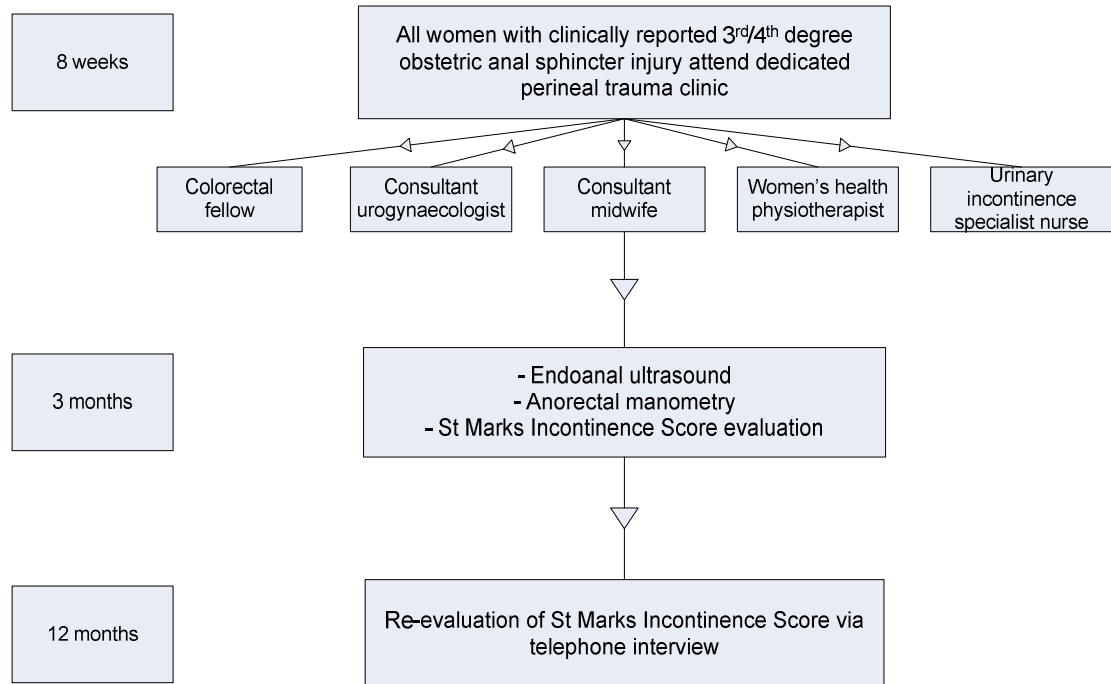 8 weeks
All women with clinically reported 3rd/4th degree
obstetric anal sphincter injury attend dedicated
perineal trauma clinic
Colorectal
fellow
Consultant
urogynaecologist
Consultant
midwife
Women's health
physiotherapist
Urinary
incontinence
specialist nurse
3 months
- Endoanal ultrasound
- Anorectal manometry
- St Marks Incontinence Score evaluation
12 months
Re-evaluation of St Marks Incontinence Score via
telephone interview